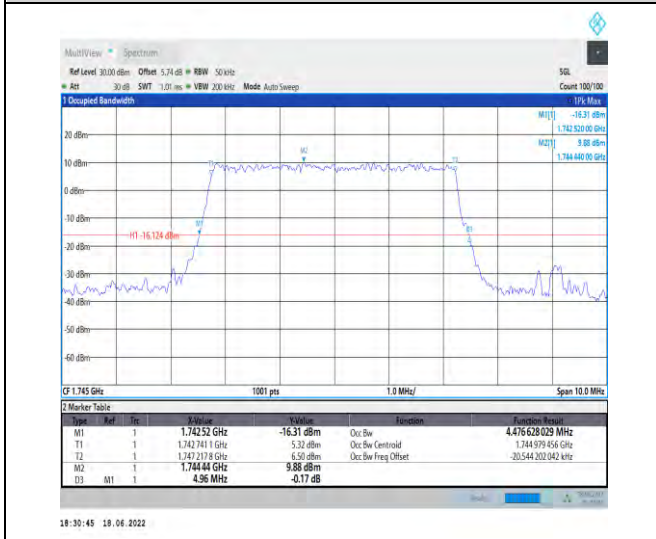 MultiView Spectrum
Ref Level 30.00 dBm Offset 5.74 dB RBW 50 kHz SGL
Att 30 dB SWT 1.01 ms VBW 200 kHz Mode Auto Sweep Count 100/100
1 Occupied Bandwidth 1Pk Max
M1[1] -16.31 dBm
1.742 520 00 GHz
M2[1] 9.88 dBm
1.744 440 00 GHz
20 dBm
M2
T1
T2
10 dBm
0 dBm
-10 dBm
M1
D3
H1 -16.124 dBm
-20 dBm
-30 dBm
-40 dBm
-50 dBm
-60 dBm
CF 1.745 GHz 1001 pts 1.0 MHz/ Span 10.0 MHz
2 Marker Table
Type Ref Trc X-Value Y-Value Function Function Result
M1 1 1.742 52 GHz -16.31 dBm Occ Bw 4.476 628 029 MHz
T1 1 1.742 741 1 GHz 5.32 dBm Occ Bw Centroid 1.744 979 456 GHz
T2 1 1.747 217 8 GHz 6.50 dBm Occ Bw Freq Offset -20.544 202 042 kHz
M2 1 1.744 44 GHz 9.88 dBm
D3 M1 1 4.96 MHz -0.17 dB
18:30:45 18.06.2022